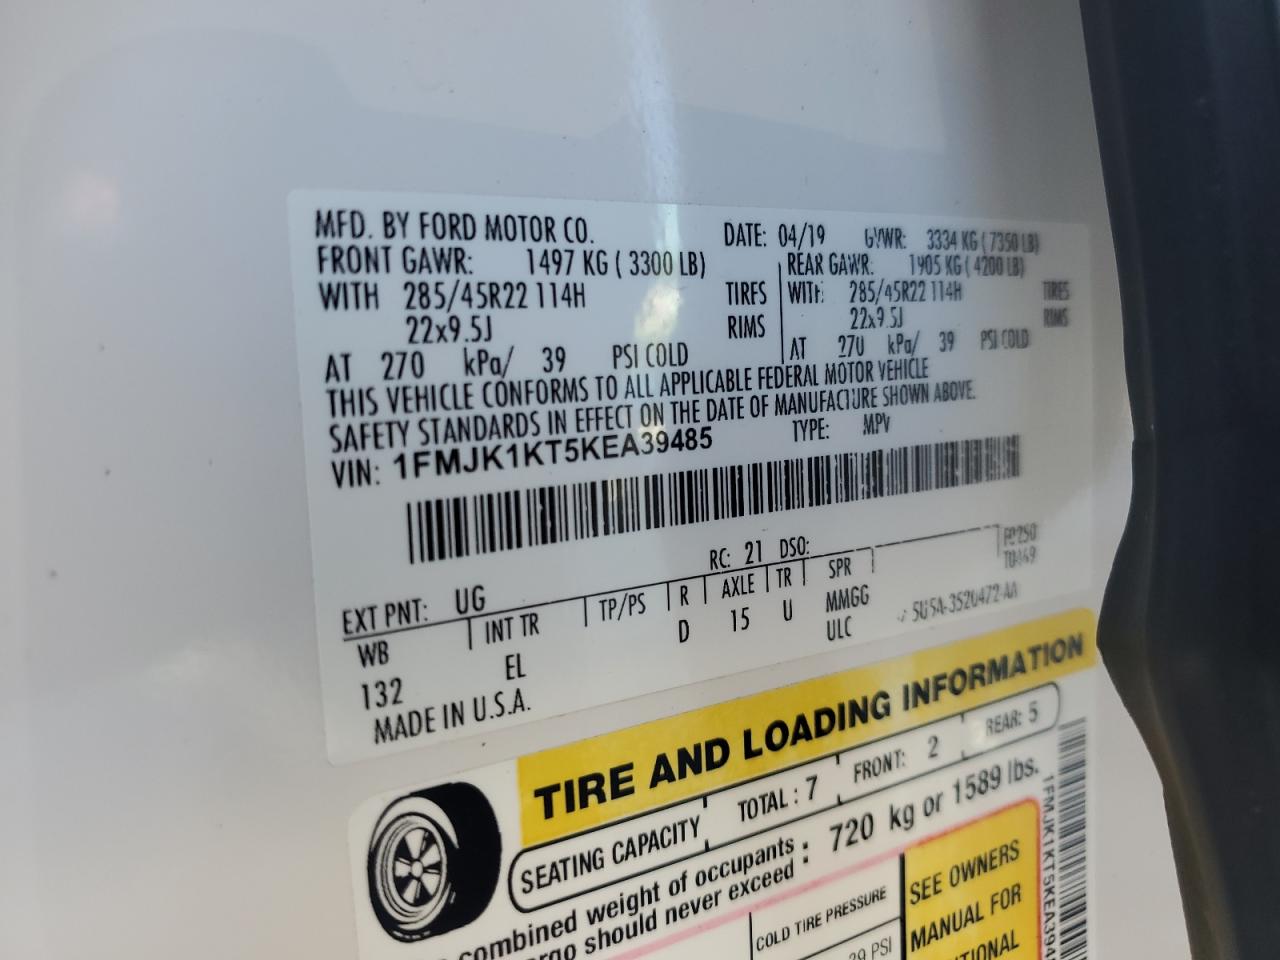 MFD. BY FORD MOTOR CO. DATE: 04/19 GVWR: 3334 KG ( 7350 LB)
FRONT GAWR: 1497 KG ( 3300 LB) REAR GAWR: 1905 KG ( 4200 LB)
WITH 285/45R22 114H TIRES WITH 285/45R22 114H TIRES
22x9.5J RIMS 22x9.5J RIMS
AT 270 kPa/ 39 PSI COLD AT 270 kPa/ 39 PSI COLD
THIS VEHICLE CONFORMS TO ALL APPLICABLE FEDERAL MOTOR VEHICLE
SAFETY STANDARDS IN EFFECT ON THE DATE OF MANUFACTURE SHOWN ABOVE.
VIN: 1FMJK1KT5KEA39485 TYPE: MPV
EXT PNT: UG RC: 21 DSO:
WB INT TR TP/PS R AXLE TR SPR
132 EL D 15 U MMGG
ULC
MADE IN U.S.A.
TIRE AND LOADING INFORMATION
SEATING CAPACITY TOTAL : 7 FRONT: 2 REAR: 5
combined weight of occupants : 720 kg or 1589 lbs.
should never exceed
COLD TIRE PRESSURE
PSI
SEE OWNERS
MANUAL FOR
1FMJK1KT5KEA394